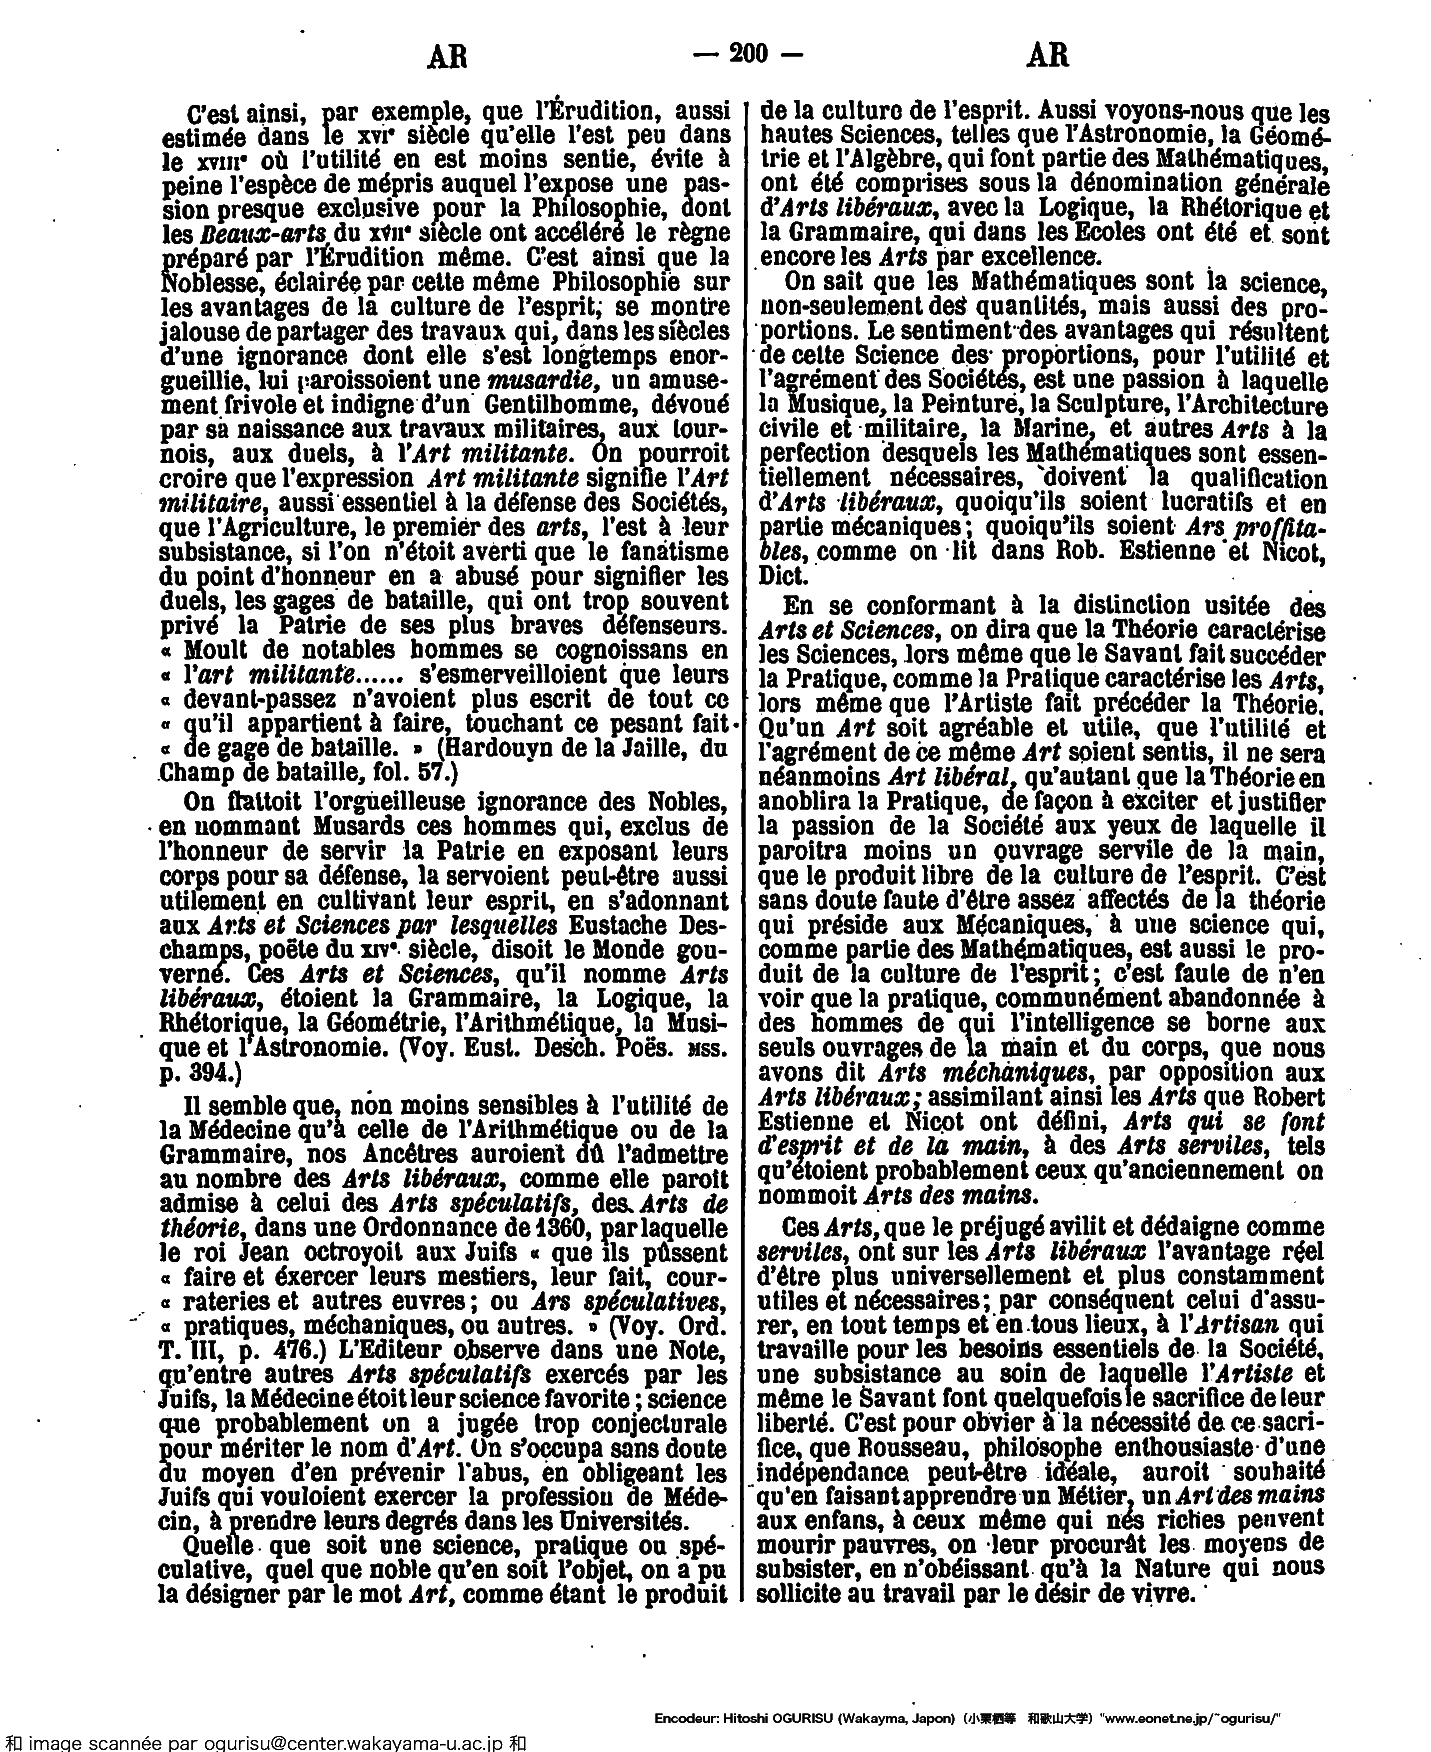 AR
— 200 —
AR
C'est ainsi, par exemple, que l'Érudition, aussi
estimée dans le XVIᵉ siècle qu'elle l'est peu dans
le XVIIIᵉ où l'utilité en est moins sentie, évite à
peine l'espèce de mépris auquel l'expose une pas-
sion presque exclusive pour la Philosophie, dont
les Beaux-arts du XVIIᵉ siècle ont accéléré le règne
préparé par l'Érudition même. C'est ainsi que la
Noblesse, éclairée par cette même Philosophie sur
les avantages de la culture de l'esprit; se montre
jalouse de partager des travaux qui, dans les siècles
d'une ignorance dont elle s'est longtemps enor-
gueillie, lui paroissoient une musardie, un amuse-
ment frivole et indigne d'un Gentilhomme, dévoué
par sa naissance aux travaux militaires, aux tour-
nois, aux duels, à l'Art militante. On pourroit
croire que l'expression Art militante signifie l'Art
militaire, aussi essentiel à la défense des Sociétés,
que l'Agriculture, le premier des arts, l'est à leur
subsistance, si l'on n'étoit averti que le fanatisme
du point d'honneur en a abusé pour signifier les
duels, les gages de bataille, qui ont trop souvent
privé la Patrie de ses plus braves défenseurs.
« Moult de notables hommes se cognoissans en
« l'art militante...... s'esmerveilloient que leurs
« devant-passez n'avoient plus escrit de tout ce
« qu'il appartient à faire, touchant ce pesant fait
« de gage de bataille. » (Hardouyn de la Jaille, du
Champ de bataille, fol. 57.)
On flattoit l'orgueilleuse ignorance des Nobles,
en nommant Musards ces hommes qui, exclus de
l'honneur de servir la Patrie en exposant leurs
corps pour sa défense, la servoient peut-être aussi
utilement en cultivant leur esprit, en s'adonnant
aux Arts et Sciences par lesquelles Eustache Des-
champs, poëte du XIVᵉ siècle, disoit le Monde gou-
verné. Ces Arts et Sciences, qu'il nomme Arts
libéraux, étoient la Grammaire, la Logique, la
Rhétorique, la Géométrie, l'Arithmétique, la Musi-
que et l'Astronomie. (Voy. Eust. Desch. Poës. MSS.
p. 394.)
Il semble que, non moins sensibles à l'utilité de
la Médecine qu'à celle de l'Arithmétique ou de la
Grammaire, nos Ancêtres auroient dû l'admettre
au nombre des Arts libéraux, comme elle paroit
admise à celui des Arts spéculatifs, des Arts de
théorie, dans une Ordonnance de 1360, par laquelle
le roi Jean octroyoit aux Juifs « que ils pûssent
« faire et éxercer leurs mestiers, leur fait, cour-
« rateries et autres euvres; ou Ars spéculatives,
« pratiques, méchaniques, ou autres. » (Voy. Ord.
T. III, p. 476.) L'Editeur observe dans une Note,
qu'entre autres Arts spéculatifs exercés par les
Juifs, la Médecine étoit leur science favorite; science
que probablement on a jugée trop conjecturale
pour mériter le nom d'Art. On s'occupa sans doute
du moyen d'en prévenir l'abus, en obligeant les
Juifs qui vouloient exercer la profession de Méde-
cin, à prendre leurs degrés dans les Universités.
Quelle que soit une science, pratique ou spé-
culative, quel que noble qu'en soit l'objet, on a pu
la désigner par le mot Art, comme étant le produit
de la culture de l'esprit. Aussi voyons-nous que les
hautes Sciences, telles que l'Astronomie, la Géomé-
trie et l'Algèbre, qui font partie des Mathématiques,
ont été comprises sous la dénomination générale
d'Arts libéraux, avec la Logique, la Rhétorique et
la Grammaire, qui dans les Ecoles ont été et sont
encore les Arts par excellence.
On sait que les Mathématiques sont la science,
non-seulement des quantités, mais aussi des pro-
portions. Le sentiment des avantages qui résultent
de cette Science des proportions, pour l'utilité et
l'agrément des Sociétés, est une passion à laquelle
la Musique, la Peinture, la Sculpture, l'Architecture
civile et militaire, la Marine, et autres Arts à la
perfection desquels les Mathématiques sont essen-
tiellement nécessaires, doivent la qualification
d'Arts libéraux, quoiqu'ils soient lucratifs et en
partie mécaniques; quoiqu'ils soient Ars proffita-
bles, comme on lit dans Rob. Estienne et Nicot,
Dict.
En se conformant à la distinction usitée des
Arts et Sciences, on dira que la Théorie caractérise
les Sciences, lors même que le Savant fait succéder
la Pratique, comme la Pratique caractérise les Arts,
lors même que l'Artiste fait précéder la Théorie.
Qu'un Art soit agréable et utile, que l'utilité et
l'agrément de ce même Art soient sentis, il ne sera
néanmoins Art libéral, qu'autant que la Théorie en
anoblira la Pratique, de façon à exciter et justifier
la passion de la Société aux yeux de laquelle il
paroitra moins un ouvrage servile de la main,
que le produit libre de la culture de l'esprit. C'est
sans doute faute d'être assez affectés de la théorie
qui préside aux Mécaniques, à une science qui,
comme partie des Mathématiques, est aussi le pro-
duit de la culture de l'esprit; c'est faute de n'en
voir que la pratique, communément abandonnée à
des hommes de qui l'intelligence se borne aux
seuls ouvrages de la main et du corps, que nous
avons dit Arts méchaniques, par opposition aux
Arts libéraux; assimilant ainsi les Arts que Robert
Estienne et Nicot ont défini, Arts qui se font
d'esprit et de la main, à des Arts serviles, tels
qu'étoient probablement ceux qu'anciennement on
nommoit Arts des mains.
Ces Arts, que le préjugé avilit et dédaigne comme
serviles, ont sur les Arts libéraux l'avantage réel
d'être plus universellement et plus constamment
utiles et nécessaires; par conséquent celui d'assu-
rer, en tout temps et en tous lieux, à l'Artisan qui
travaille pour les besoins essentiels de la Société,
une subsistance au soin de laquelle l'Artiste et
même le Savant font quelquefois le sacrifice de leur
liberté. C'est pour obvier à la nécessité de ce sacri-
fice, que Rousseau, philosophe enthousiaste d'une
indépendance peut-être idéale, auroit souhaité
qu'en faisant apprendre un Métier, un Art des mains
aux enfans, à ceux même qui nés riches peuvent
mourir pauvres, on leur procurât les moyens de
subsister, en n'obéissant qu'à la Nature qui nous
sollicite au travail par le désir de vivre.
Encodeur: Hitoshi OGURISU (Wakayma, Japon) (小栗栖等 和歌山大学) "www.eonet.ne.jp/~ogurisu/"
和 image scannée par ogurisu@center.wakayama-u.ac.jp 和